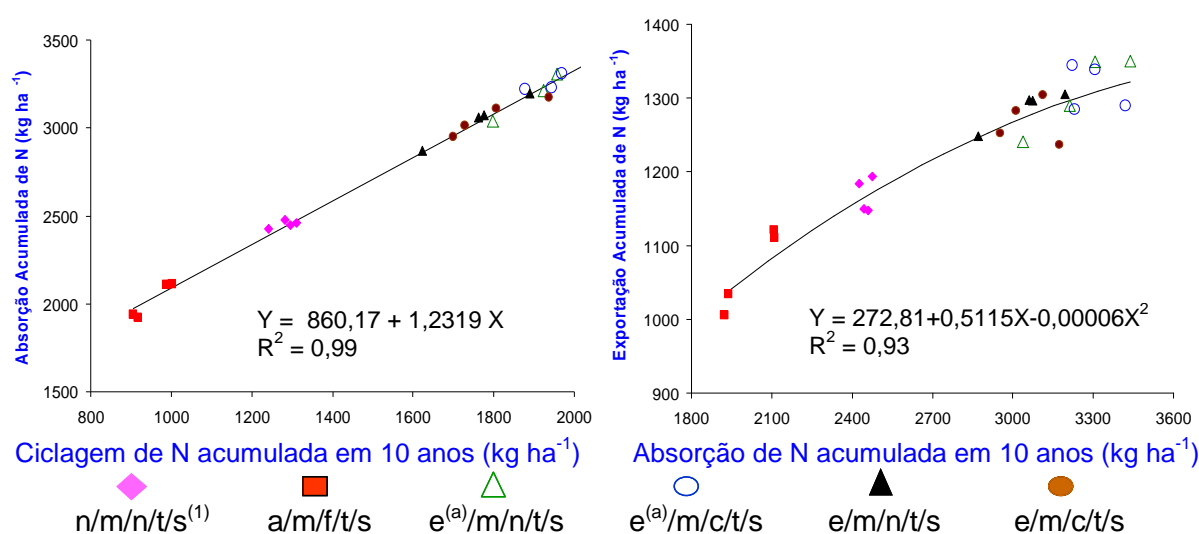 Absorção Acumulada de N (kg ha ⁻¹)
3500
3000
2500
2000
1500
800 1000 1200 1400 1600 1800 2000
Y = 860,17 + 1,2319 X
R² = 0,99
Ciclagem de N acumulada em 10 anos (kg ha⁻¹)
Exportação Acumulada de N (kg ha⁻¹)
1400
1300
1200
1100
1000
900
1800 2100 2400 2700 3000 3300 3600
Y = 272,81+0,5115X-0,00006X²
R² = 0,93
Absorção de N acumulada em 10 anos (kg ha⁻¹)
n/m/n/t/s⁽¹⁾ a/m/f/t/s e⁽ᵃ⁾/m/n/t/s e⁽ᵃ⁾/m/c/t/s e/m/n/t/s e/m/c/t/s